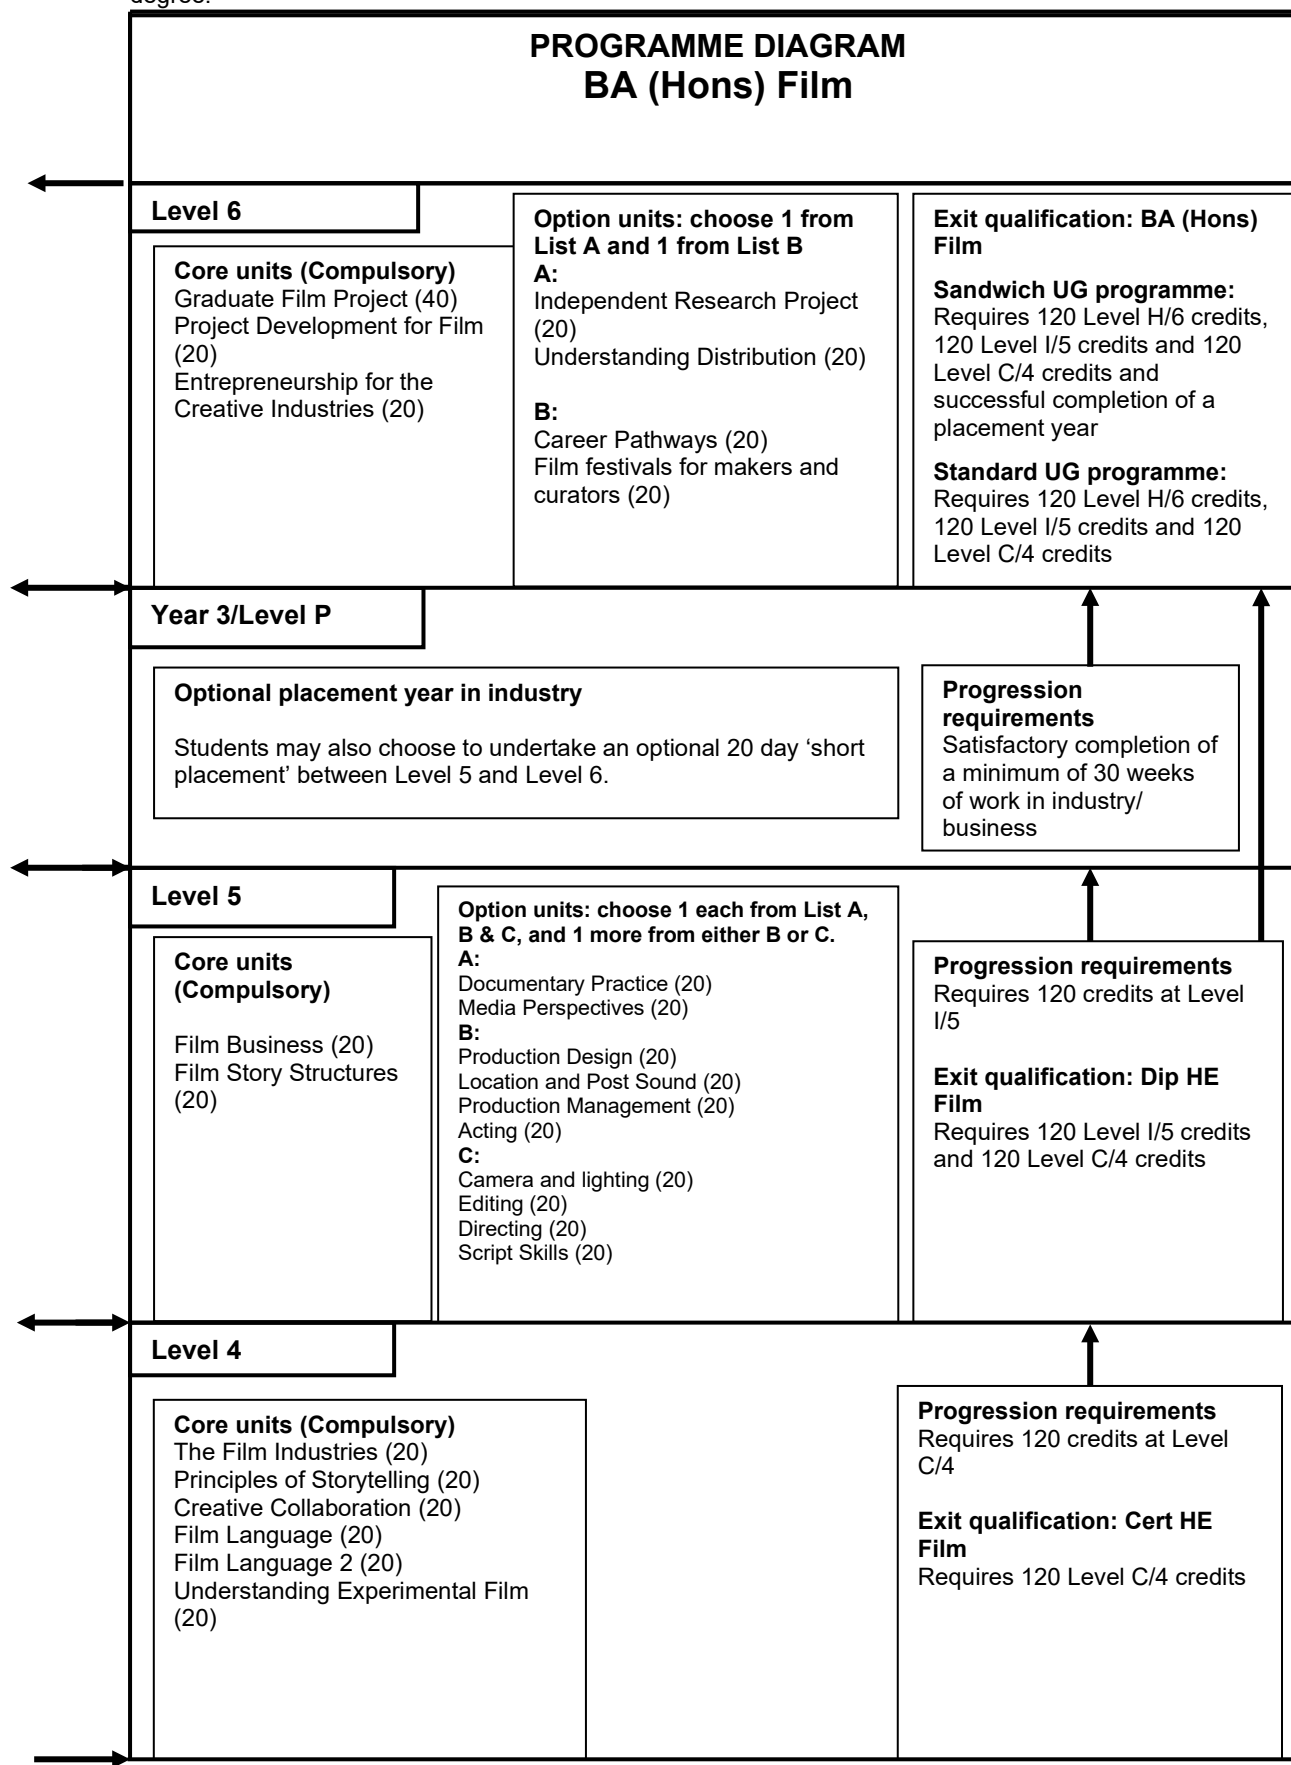 degree.
PROGRAMME DIAGRAM
BA (Hons) Film
Level 6
Core units (Compulsory)
Graduate Film Project (40)
Project Development for Film
(20)
Entrepreneurship for the
Creative Industries (20)
Option units: choose 1 from
List A and 1 from List B
A:
Independent Research Project
(20)
Understanding Distribution (20)
B:
Career Pathways (20)
Film festivals for makers and
curators (20)
Exit qualification: BA (Hons)
Film
Sandwich UG programme:
Requires 120 Level H/6 credits,
120 Level I/5 credits and 120
Level C/4 credits and
successful completion of a
placement year
Standard UG programme:
Requires 120 Level H/6 credits,
120 Level I/5 credits and 120
Level C/4 credits
Year 3/Level P
Optional placement year in industry
Students may also choose to undertake an optional 20 day ‘short
placement’ between Level 5 and Level 6.
Progression
requirements
Satisfactory completion of
a minimum of 30 weeks
of work in industry/
business
Level 5
Core units
(Compulsory)
Film Business (20)
Film Story Structures
(20)
Option units: choose 1 each from List A,
B & C, and 1 more from either B or C.
A:
Documentary Practice (20)
Media Perspectives (20)
B:
Production Design (20)
Location and Post Sound (20)
Production Management (20)
Acting (20)
C:
Camera and lighting (20)
Editing (20)
Directing (20)
Script Skills (20)
Progression requirements
Requires 120 credits at Level
I/5
Exit qualification: Dip HE
Film
Requires 120 Level I/5 credits
and 120 Level C/4 credits
Level 4
Core units (Compulsory)
The Film Industries (20)
Principles of Storytelling (20)
Creative Collaboration (20)
Film Language (20)
Film Language 2 (20)
Understanding Experimental Film
(20)
Progression requirements
Requires 120 credits at Level
C/4
Exit qualification: Cert HE
Film
Requires 120 Level C/4 credits